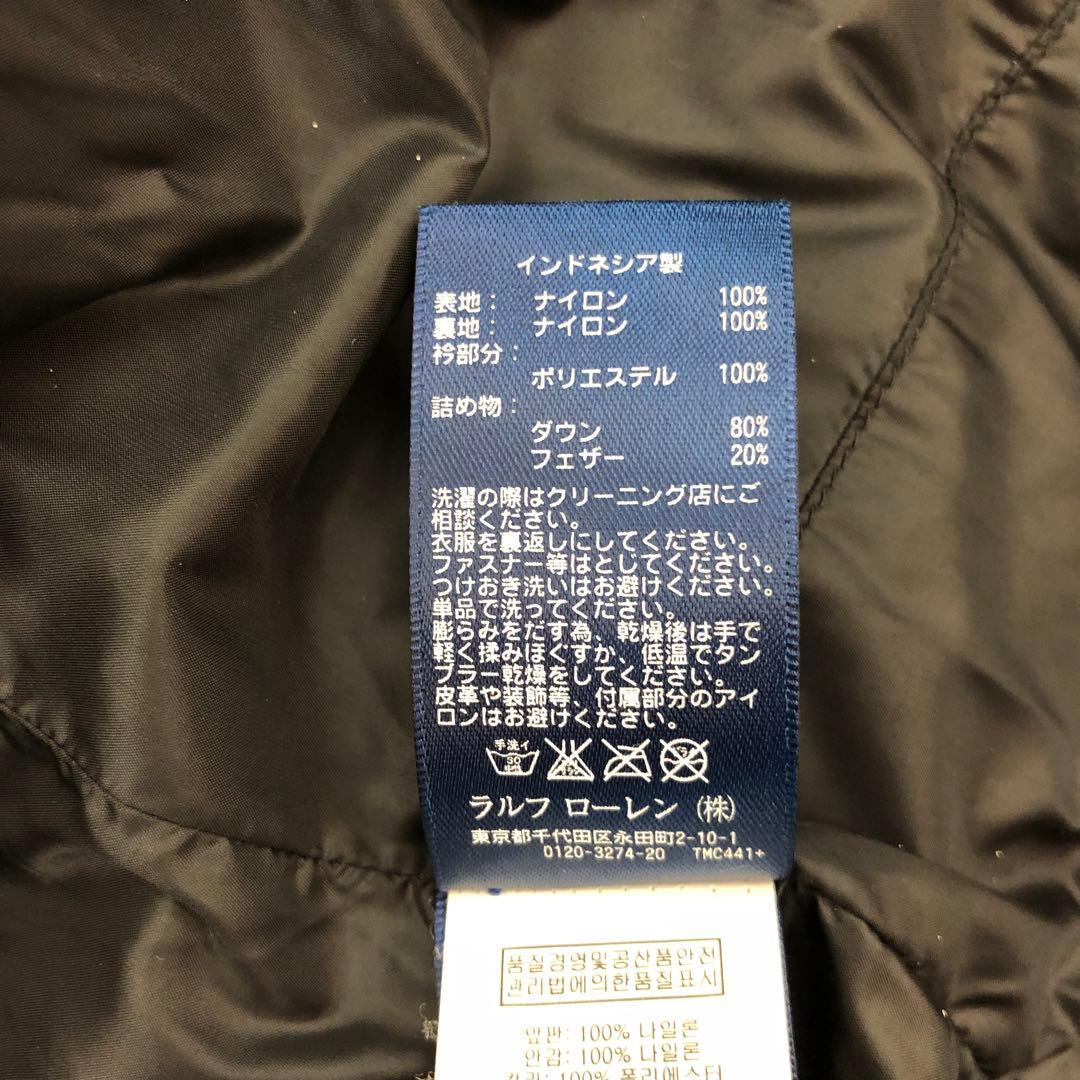 インドネシア製
表地: ナイロン 100%
裏地: ナイロン 100%
衿部分:
ポリエステル 100%
詰め物:
ダウン 80%
フェザー 20%
洗濯の際はクリーニング店にご
相談ください。
衣服を裏返しにしてください。
ファスナー等はとじてください。
つけおき洗いはお避けください。
単品で洗ってください。
膨らみをだす為、乾燥後は手で
軽く揉みほぐすか、低温でタン
ブラー乾燥をしてください。
皮革や装飾等、付属部分のアイ
ロンはお避けください。
手洗イ
30
ラルフ ローレン (株)
東京都千代田区永田町2-10-1
0120-3274-20 TMC441+
품질경영및공산품안전
관리법에의한품질표시
앞판: 100% 나일론
안감: 100% 나일론
100% 폴리에스터